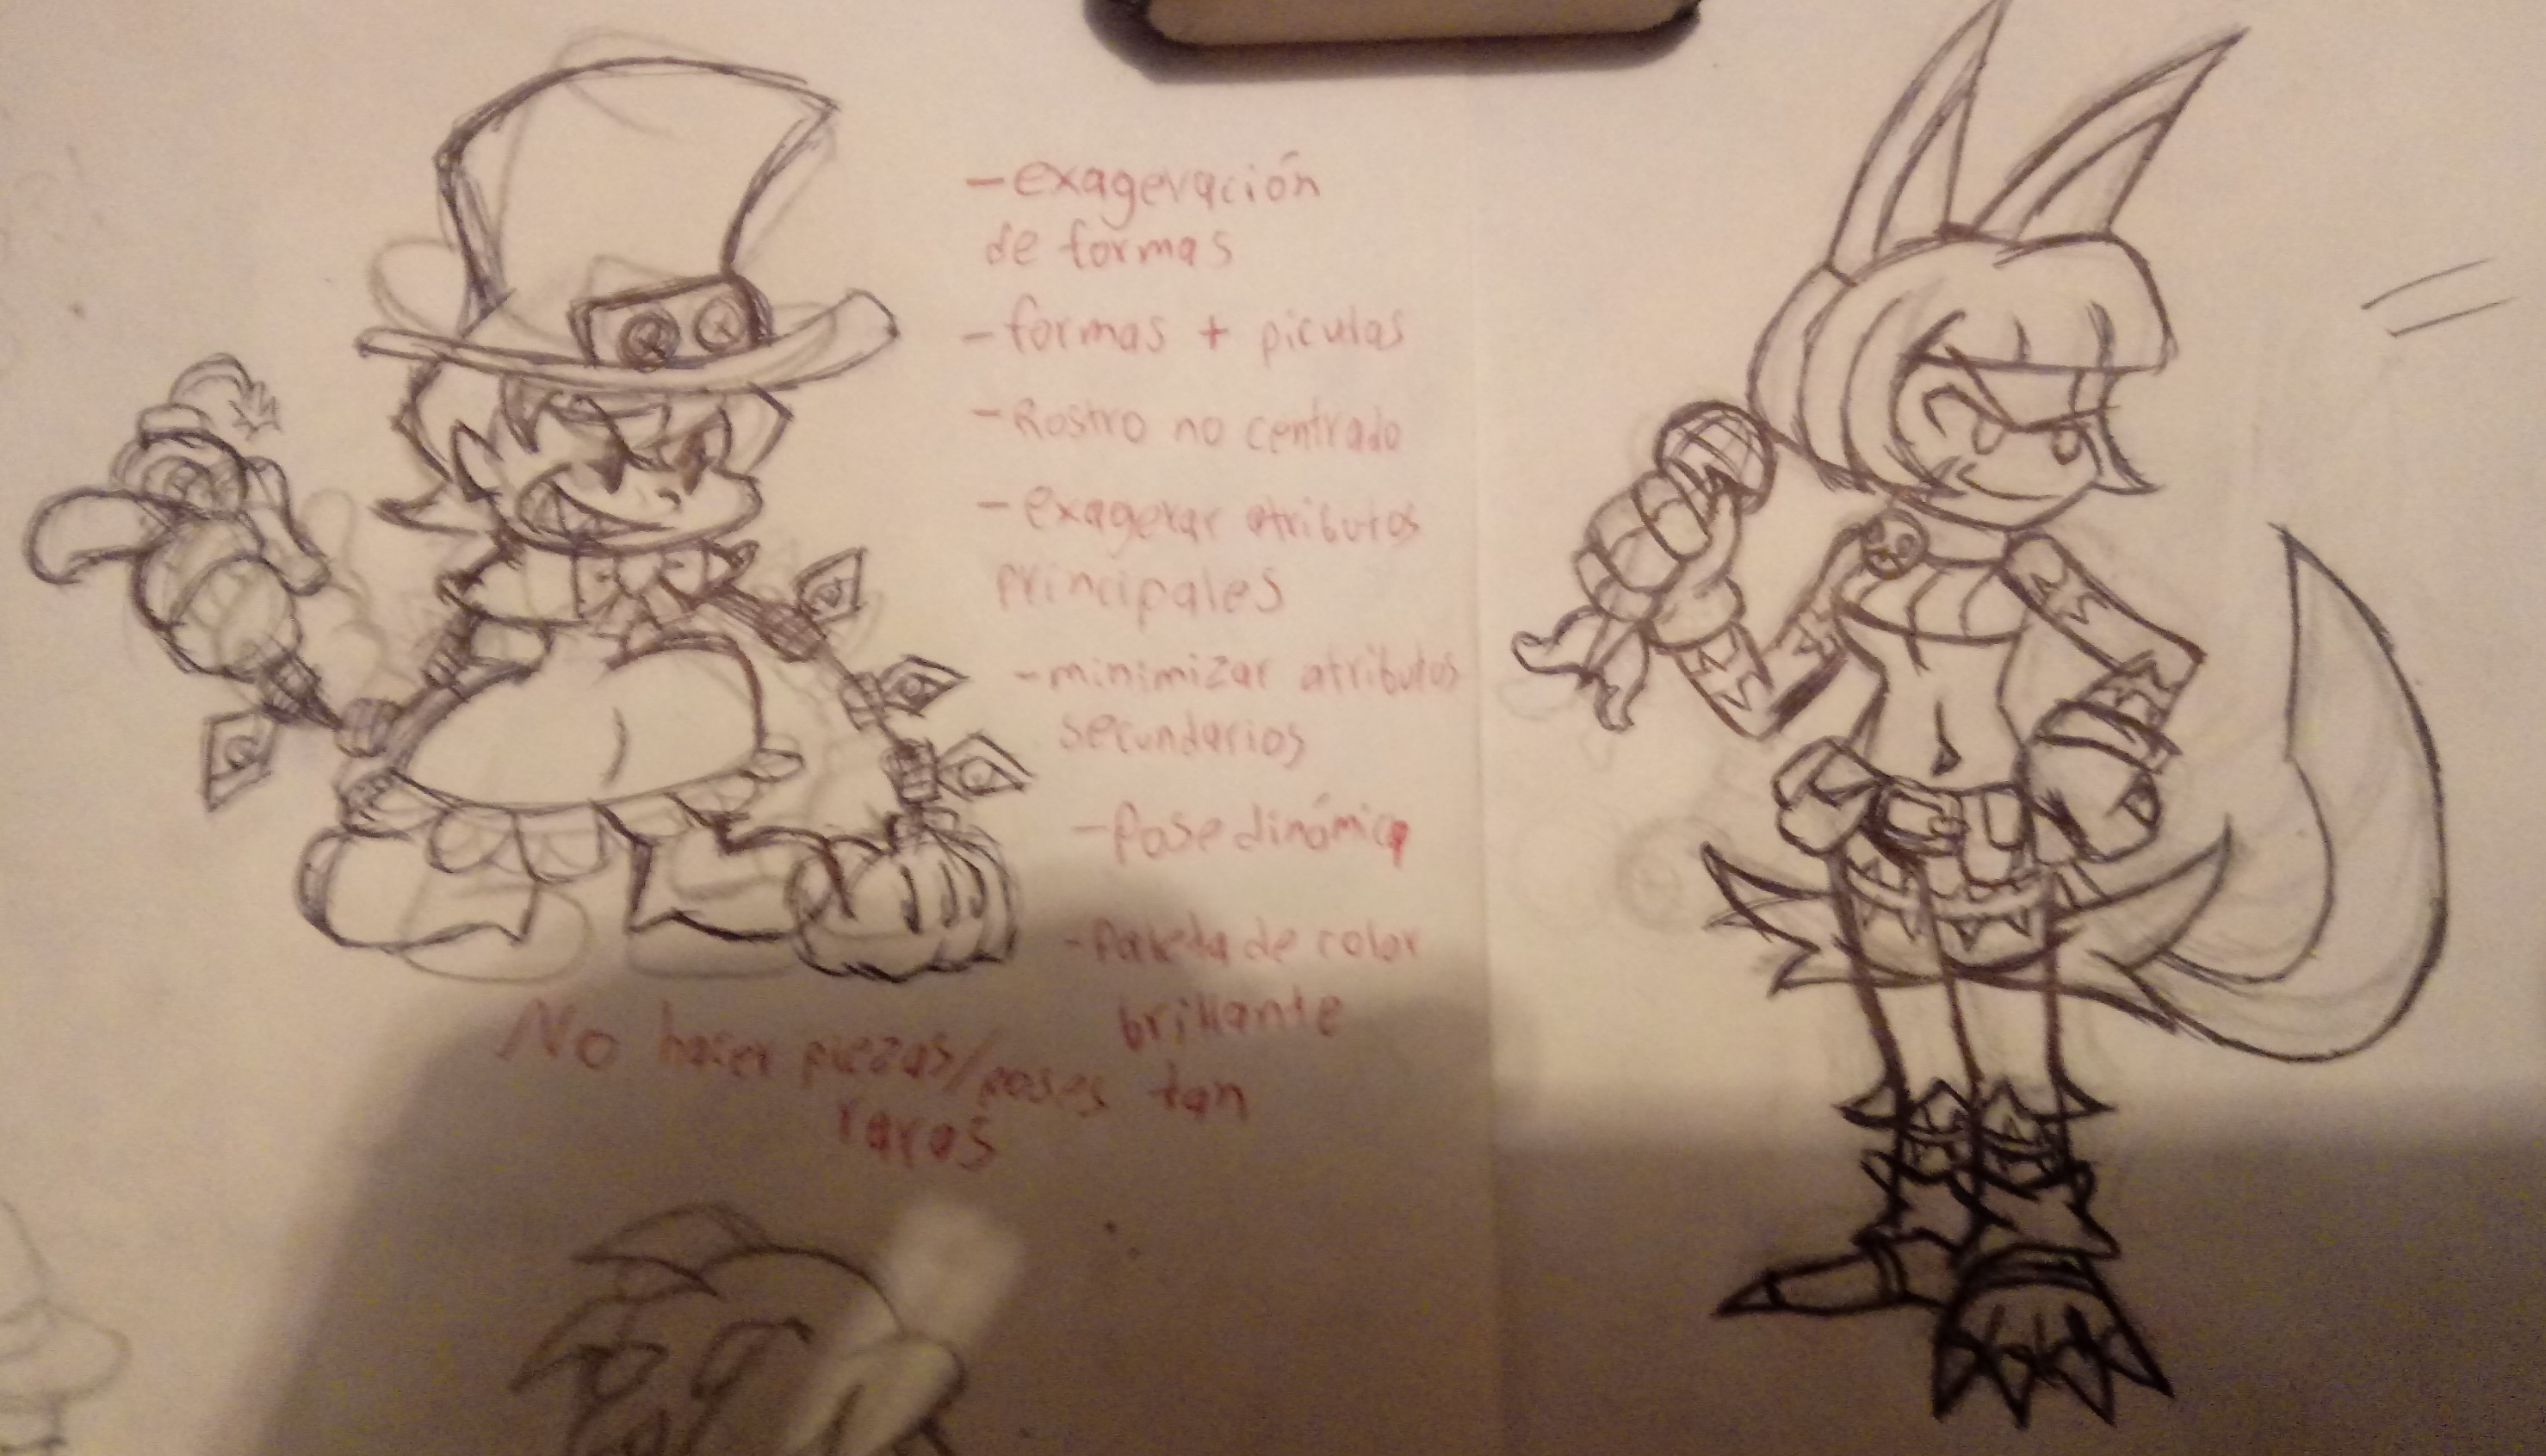 - exageración
de formas
- formas + piculas
- Rostro no centrado
- exagerar atributos
principales
- minimizar atributos
secundarios
- Pose dinámica
- Paleta de color
brillante
No hacer piezas/poses tan
raras